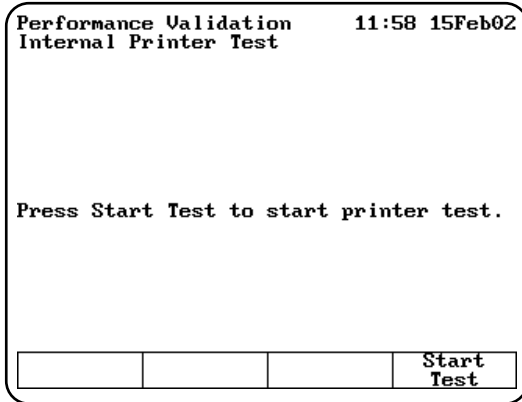 Performance Validation 11:58 15Feb02
Internal Printer Test
Press Start Test to start printer test.
Start
Test